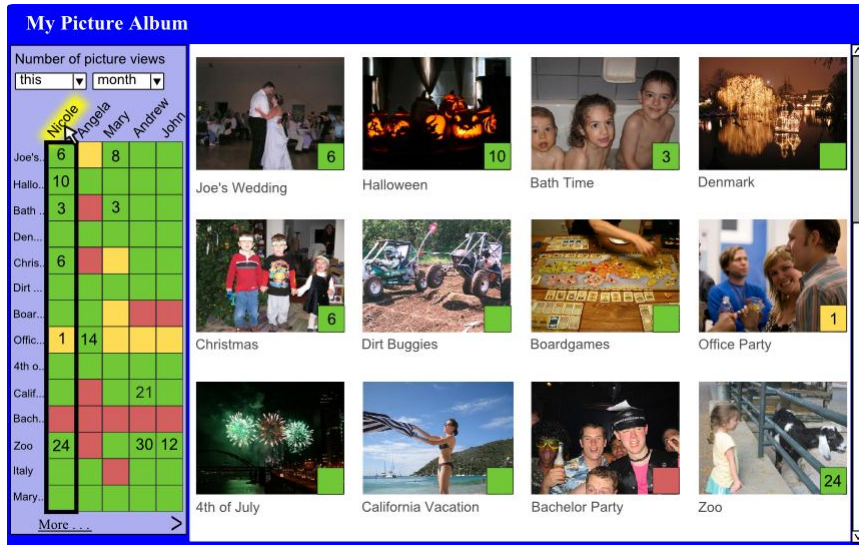 My Picture Album
Number of picture views
this month
Nicole Angela Mary Andrew John
Joe's.. 6 8
Hallo.. 10
Bath .. 3 3
Den...
Chris.. 6
Dirt ...
Boar...
Offic... 1 14
4th o..
Calif... 21
Bach..
Zoo 24 30 12
Italy
Mary..
More . . . >
6 10 3
Joe's Wedding Halloween Bath Time Denmark
6 1
Christmas Dirt Buggies Boardgames Office Party
24
4th of July California Vacation Bachelor Party Zoo